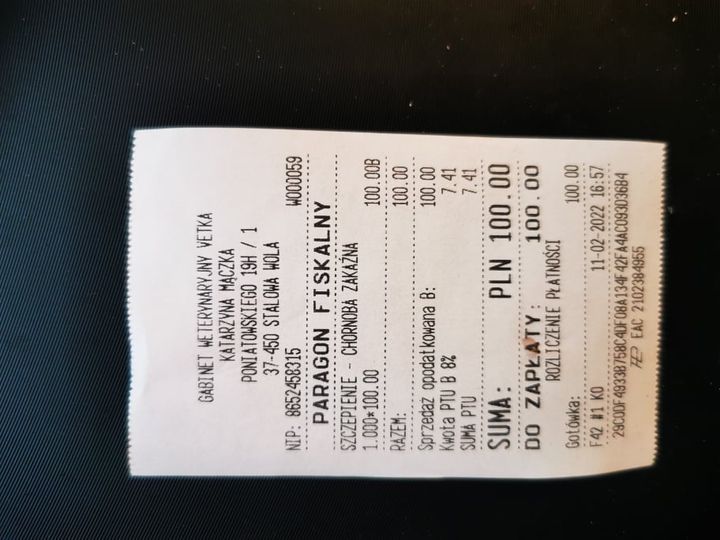 GABINET WETERYNARYJNY VETKA
KATARZYNA MĄCZKA
PONIATOWSKIEGO 19H / 1
37-450 STALOWA WOLA
NIP: 8652458315 W000059
PARAGON FISKALNY
SZCZEPIENIE - CHORNOBA ZAKAŹNA
1.000*100.00 100.00B
RAZEM: 100.00
Sprzedaż opodatkowana B: 100.00
Kwota PTU B 8% 7.41
SUMA PTU 7.41
SUMA: PLN 100.00
DO ZAPŁATY: 100.00
ROZLICZENIE PŁATNOŚCI
Gotówka: 100.00
F42 #1 KO 11-02-2022 16:57
EAC 2102384955